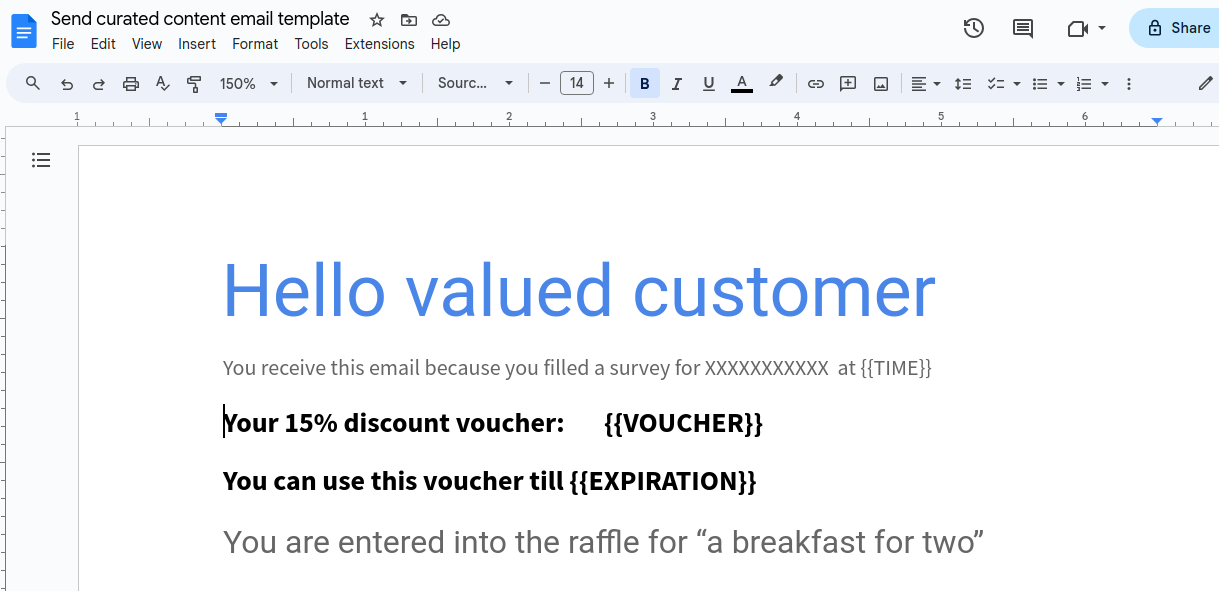 Send curated content email template
File Edit View Insert Format Tools Extensions Help
Share
150% Normal text Sourc... 14 B I U A
1 1 2 3 4 5 6
Hello valued customer
You receive this email because you filled a survey for XXXXXXXXXXX  at {{TIME}}
Your 15% discount voucher:      {{VOUCHER}}
You can use this voucher till {{EXPIRATION}}
You are entered into the raffle for “a breakfast for two”